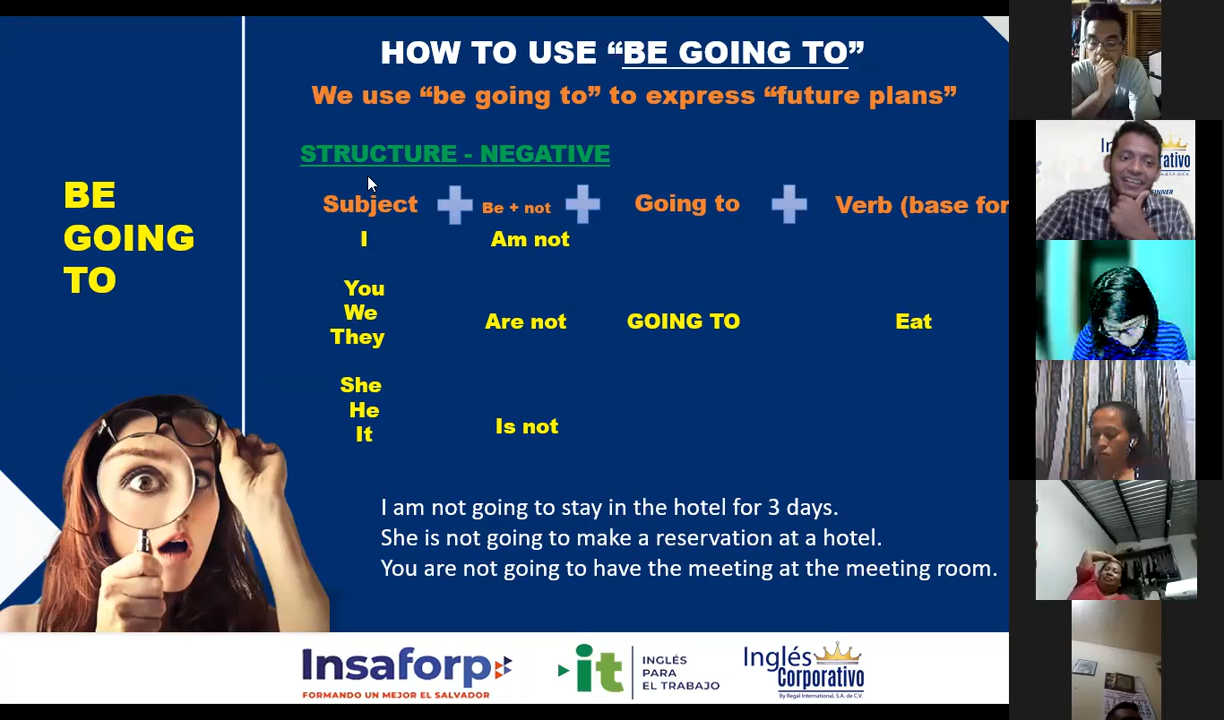 HOW TO USE “BE GOING TO”
We use “be going to” to express “future plans”
STRUCTURE - NEGATIVE
BE
GOING
TO
Subject Be + not Going to Verb (base for
I Am not
You
We
They
Are not GOING TO Eat
She
He
It
Is not
I am not going to stay in the hotel for 3 days.
She is not going to make a reservation at a hotel.
You are not going to have the meeting at the meeting room.
Insaforp
FORMANDO UN MEJOR EL SALVADOR
it
INGLÉS
PARA
EL TRABAJO
Inglés
Corporativo
By Regal International, S.A. de C.V.